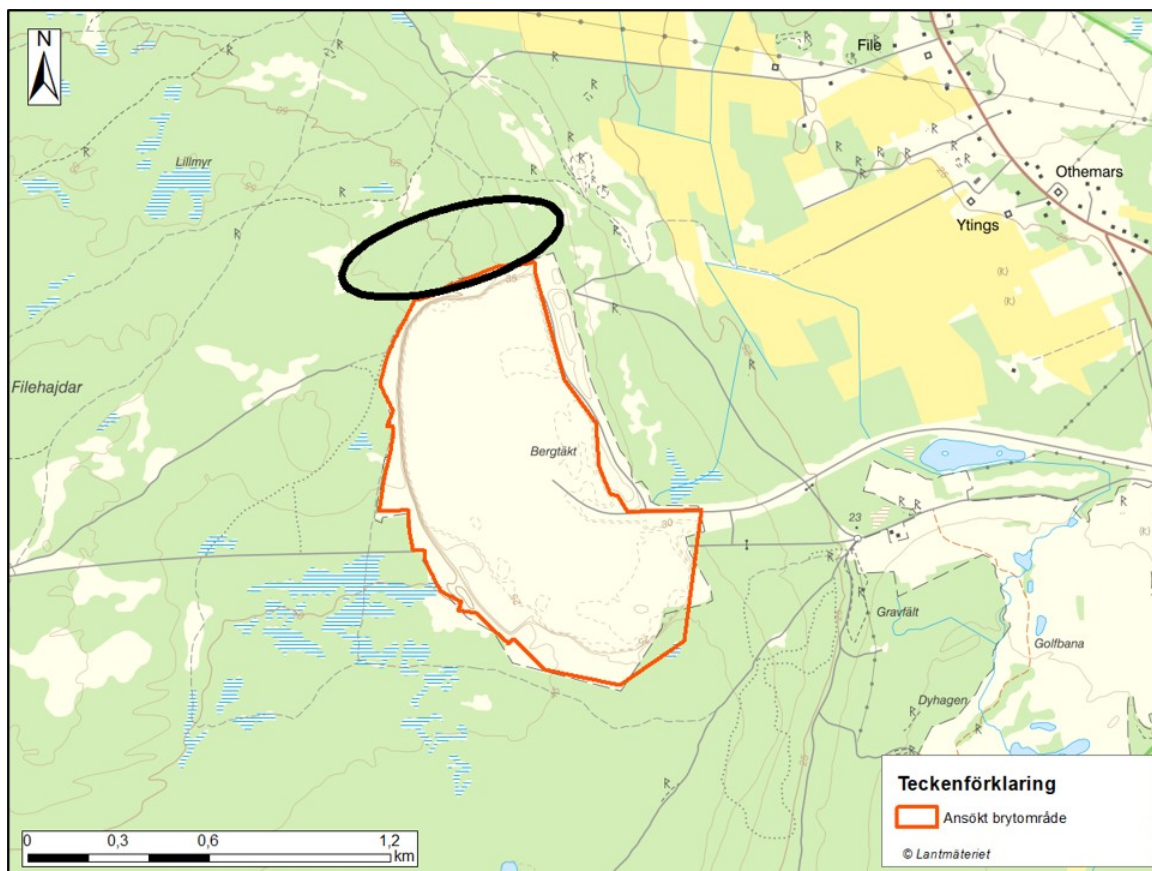 N
File
Lillmyr
Othemars
Ytings
Filehajdar
Bergtäkt
23
Gravfält
Golfbana
Dyhagen
Teckenförklaring
Ansökt brytområde
© Lantmäteriet
0 0,3 0,6 1,2
km